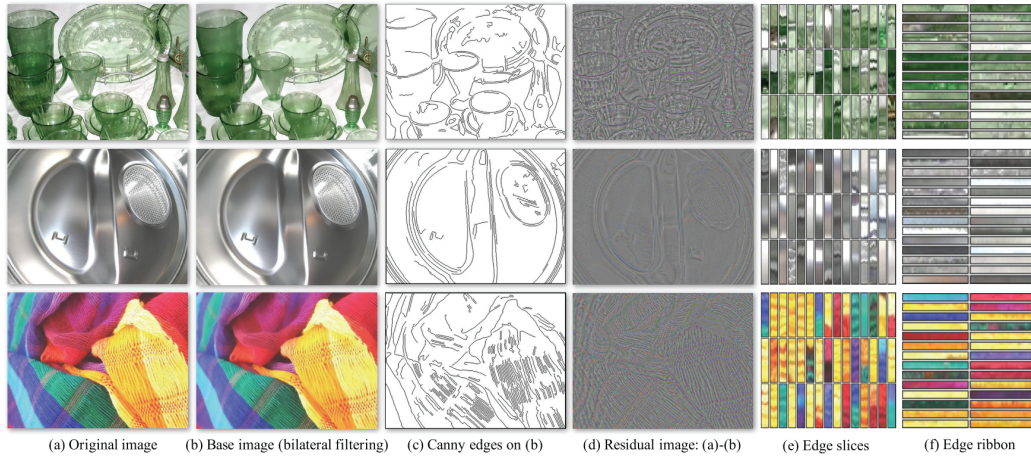 (a) Original image
(b) Base image (bilateral filtering)
(c) Canny edges on (b)
(d) Residual image: (a)-(b)
(e) Edge slices
(f) Edge ribbon